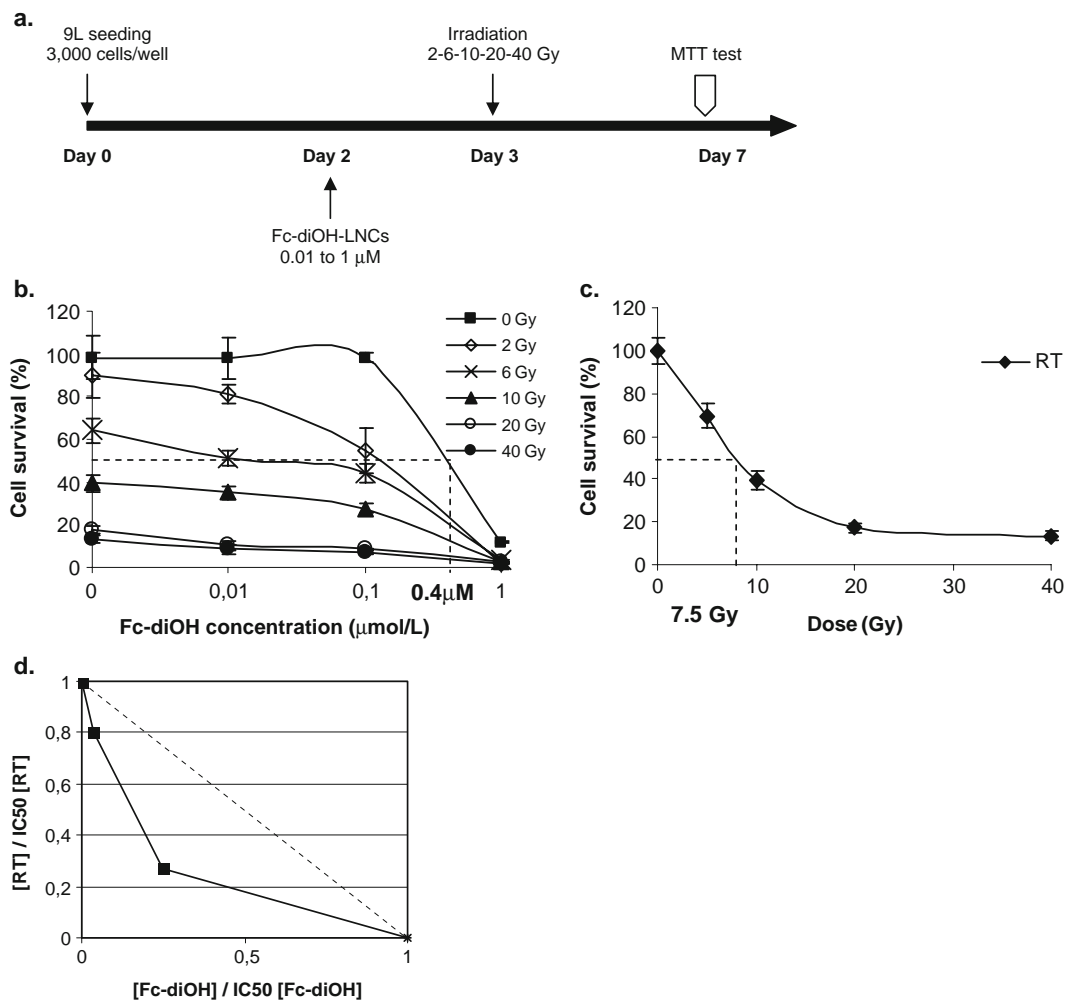 a.
9L seeding
3,000 cells/well
Irradiation
2-6-10-20-40 Gy
MTT test
Day 0
Day 2
Day 3
Day 7
Fc-diOH-LNCs
0.01 to 1 μM
b.
120
100
80
60
40
20
0
Cell survival (%)
0 Gy
2 Gy
6 Gy
10 Gy
20 Gy
40 Gy
0
0,01
0,1
0.4μM
1
Fc-diOH concentration (μmol/L)
c.
120
100
80
60
40
20
0
Cell survival (%)
RT
0
10
20
30
40
7.5 Gy
Dose (Gy)
d.
1
0,8
0,6
0,4
0,2
0
[RT] / IC50 [RT]
0
0,5
1
[Fc-diOH] / IC50 [Fc-diOH]